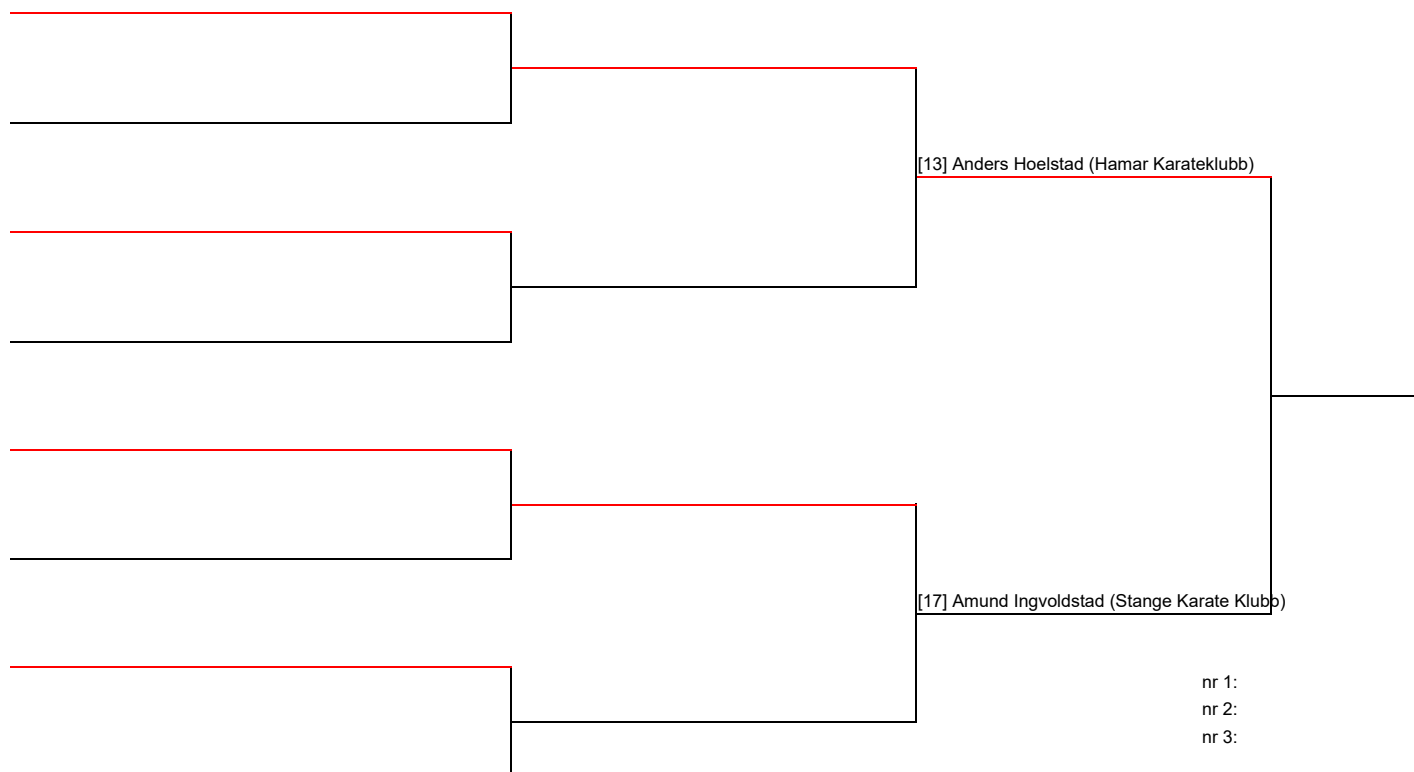 [13] Anders Hoelstad (Hamar Karateklubb)
[17] Amund Ingvoldstad (Stange Karate Klubb)
nr 1:
nr 2:
nr 3: